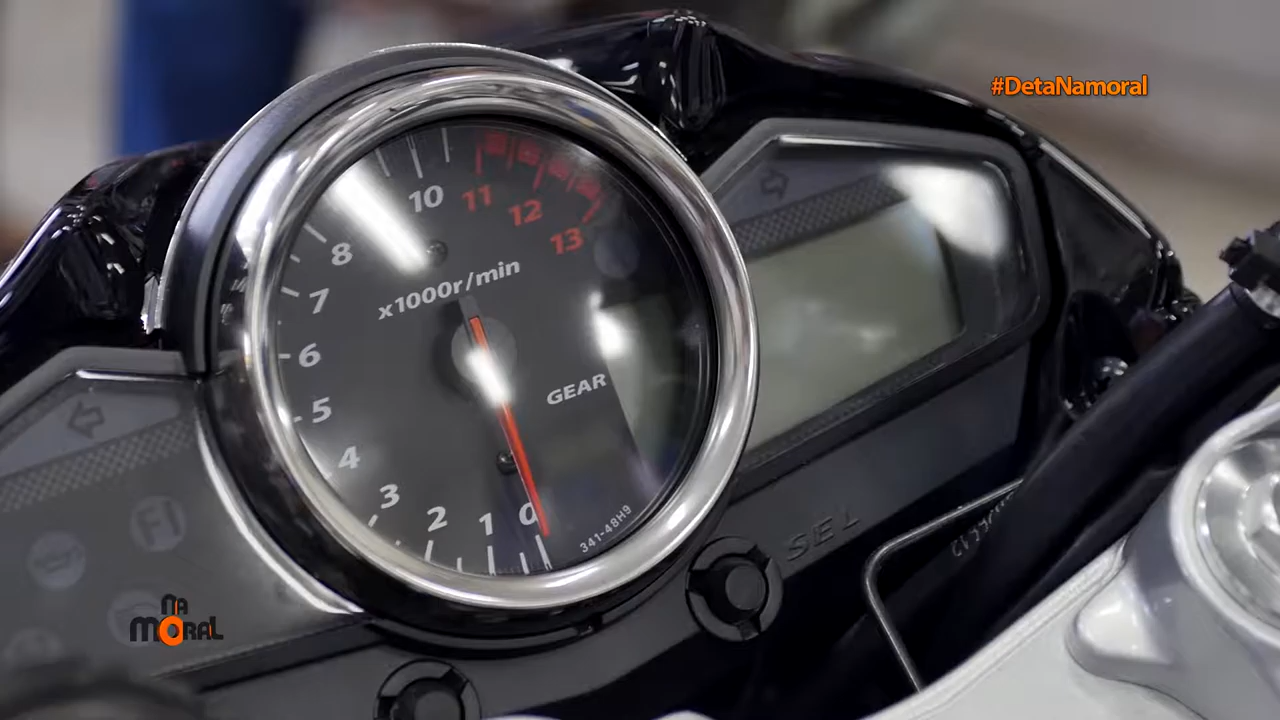 #DetaNamoral
10
11
12
13
8
7
6
5
4
3
2
1
0
x1000r/min
GEAR
341-48H9
FI
SEL
NA
MORAL